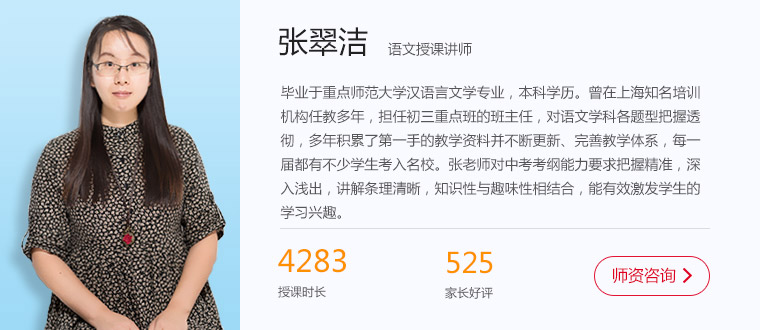 张翠洁 语文授课讲师
毕业于重点师范大学汉语言文学专业，本科学历。曾在上海知名培训
机构任教多年，担任初三重点班的班主任，对语文学科各题型把握透
彻，多年积累了第一手的教学资料并不断更新、完善教学体系，每一
届都有不少学生考入名校。张老师对中考考纲能力要求把握精准，深
入浅出，讲解条理清晰，知识性与趣味性相结合，能有效激发学生的
学习兴趣。
4283 525
授课时长 家长好评
师资咨询